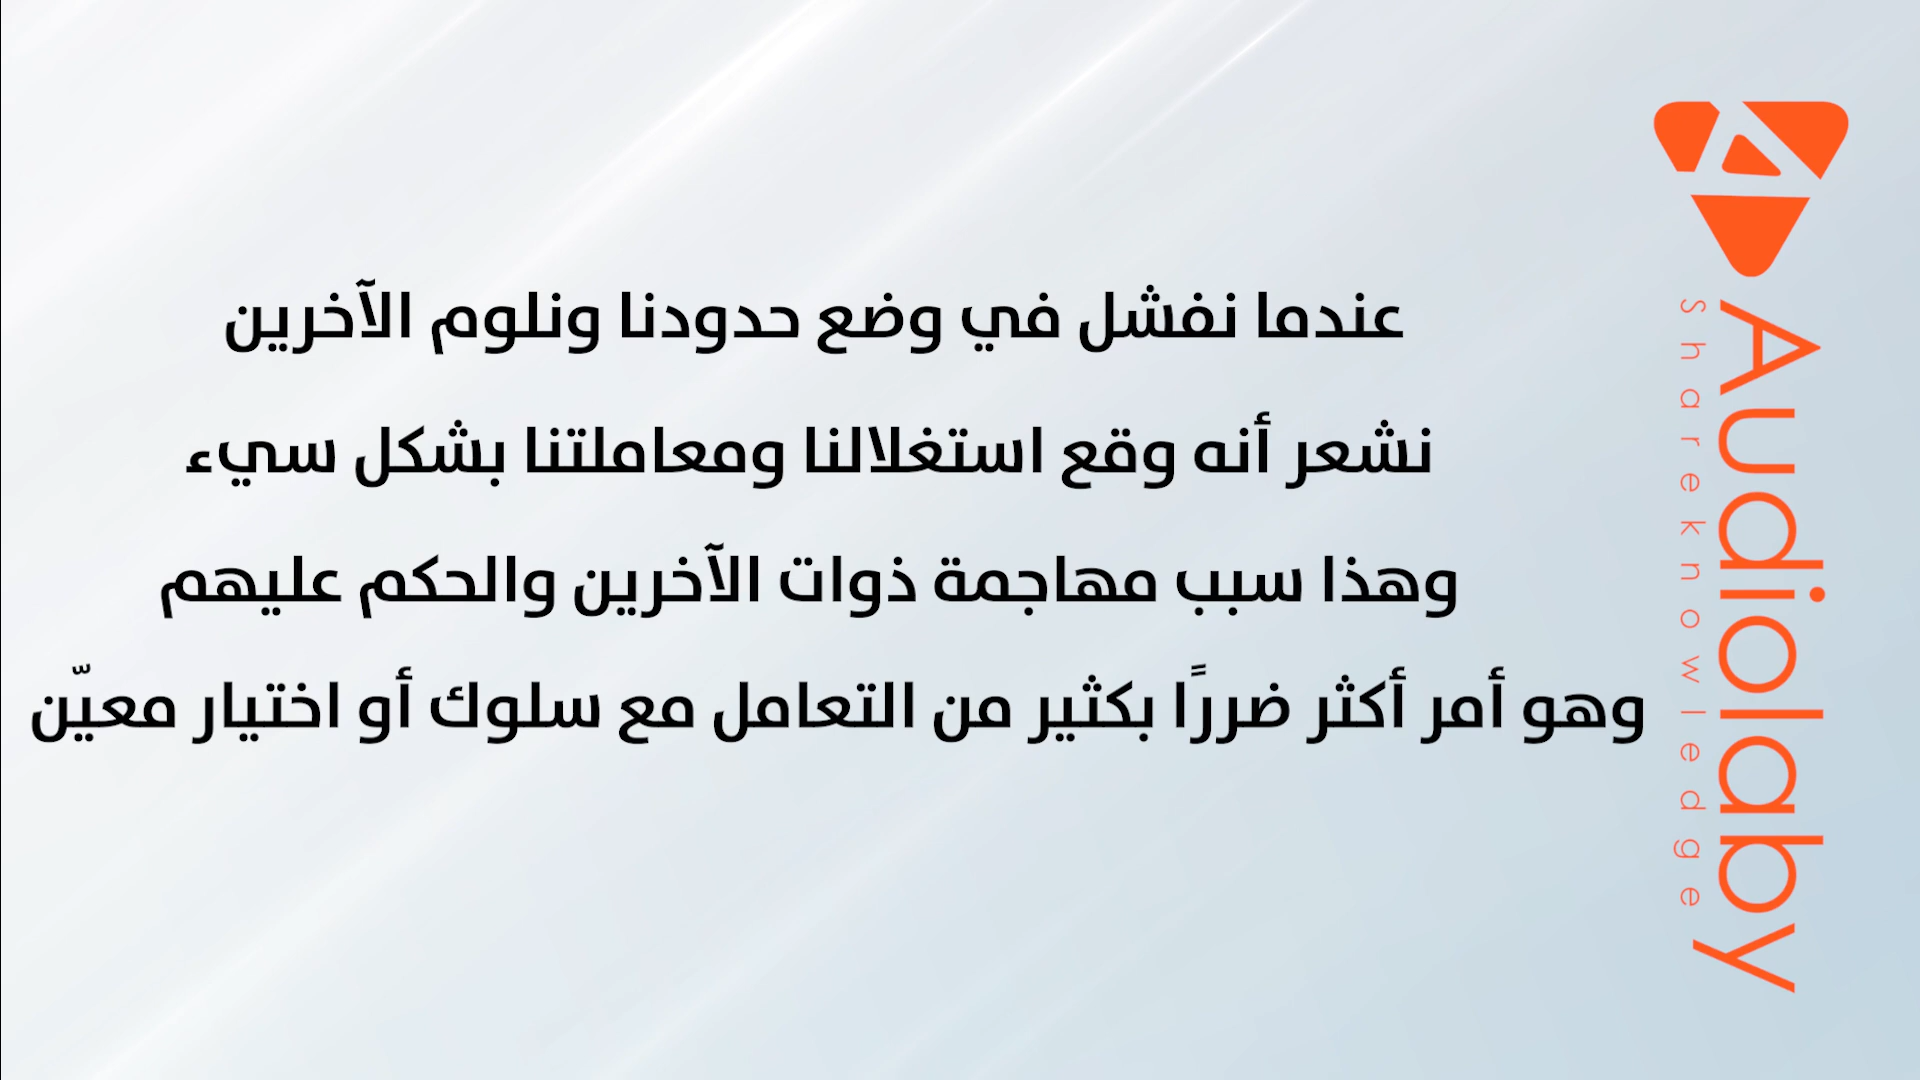 عندما نفشل في وضع حدودنا ونلوم الآخرين
نشعر أنه وقع استغلالنا ومعاملتنا بشكل سيء
وهذا سبب مهاجمة ذوات الآخرين والحكم عليهم
وهو أمر أكثر ضررًا بكثير من التعامل مع سلوك أو اختيار معيّن
Audiolaby
Share knowledge